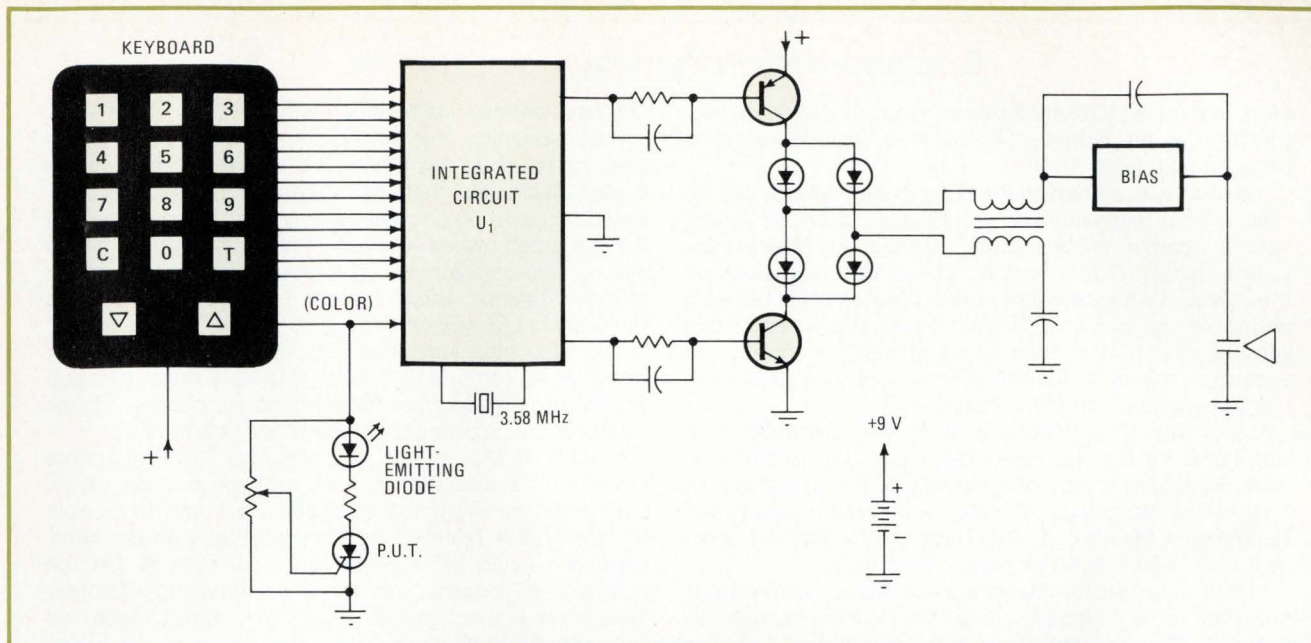 KEYBOARD
1 2 3
4 5 6
7 8 9
C 0 T
(COLOR)
INTEGRATED
CIRCUIT
U1
3.58 MHz
LIGHT-
EMITTING
DIODE
P.U.T.
+
+
BIAS
+9 V
+
−